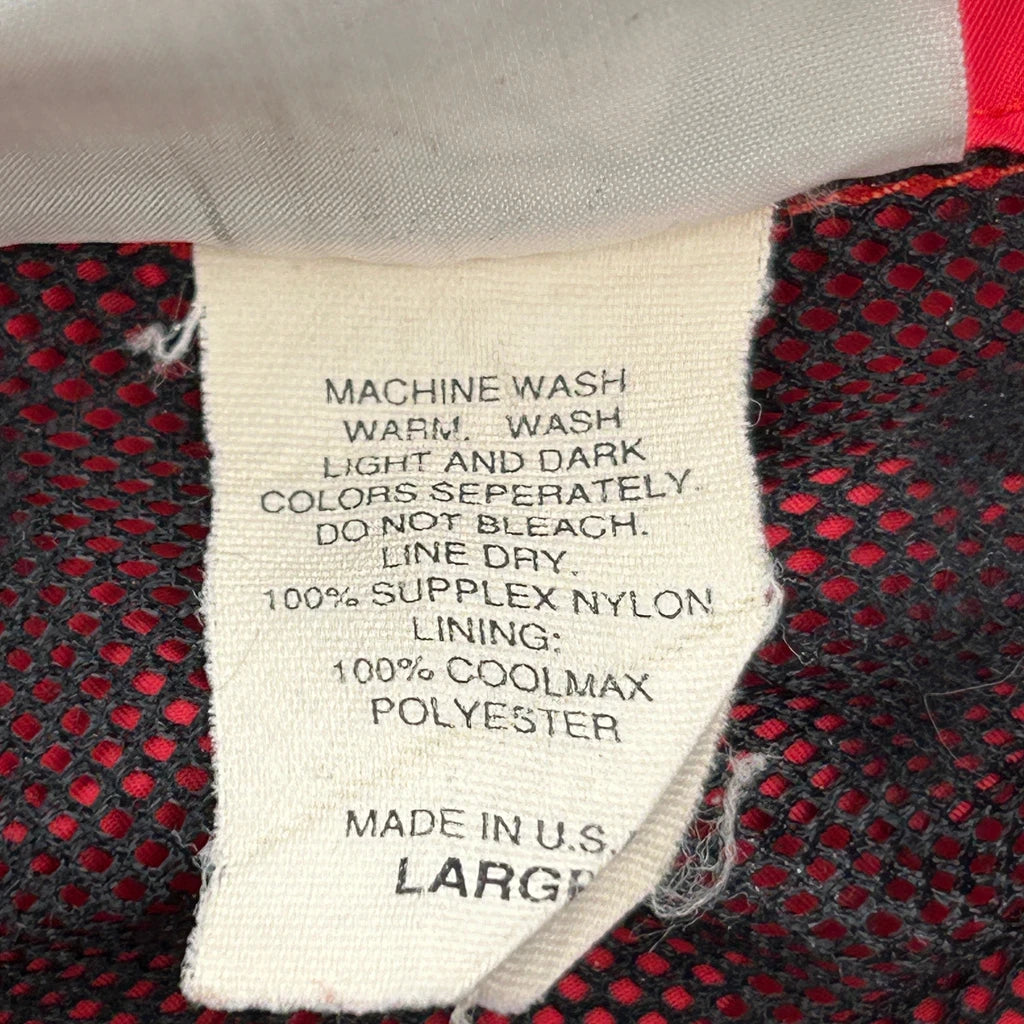 MACHINE WASH
WARM. WASH
LIGHT AND DARK
COLORS SEPERATELY.
DO NOT BLEACH.
LINE DRY.
100% SUPPLEX NYLON
LINING:
100% COOLMAX
POLYESTER
MADE IN U.S.
LARGE